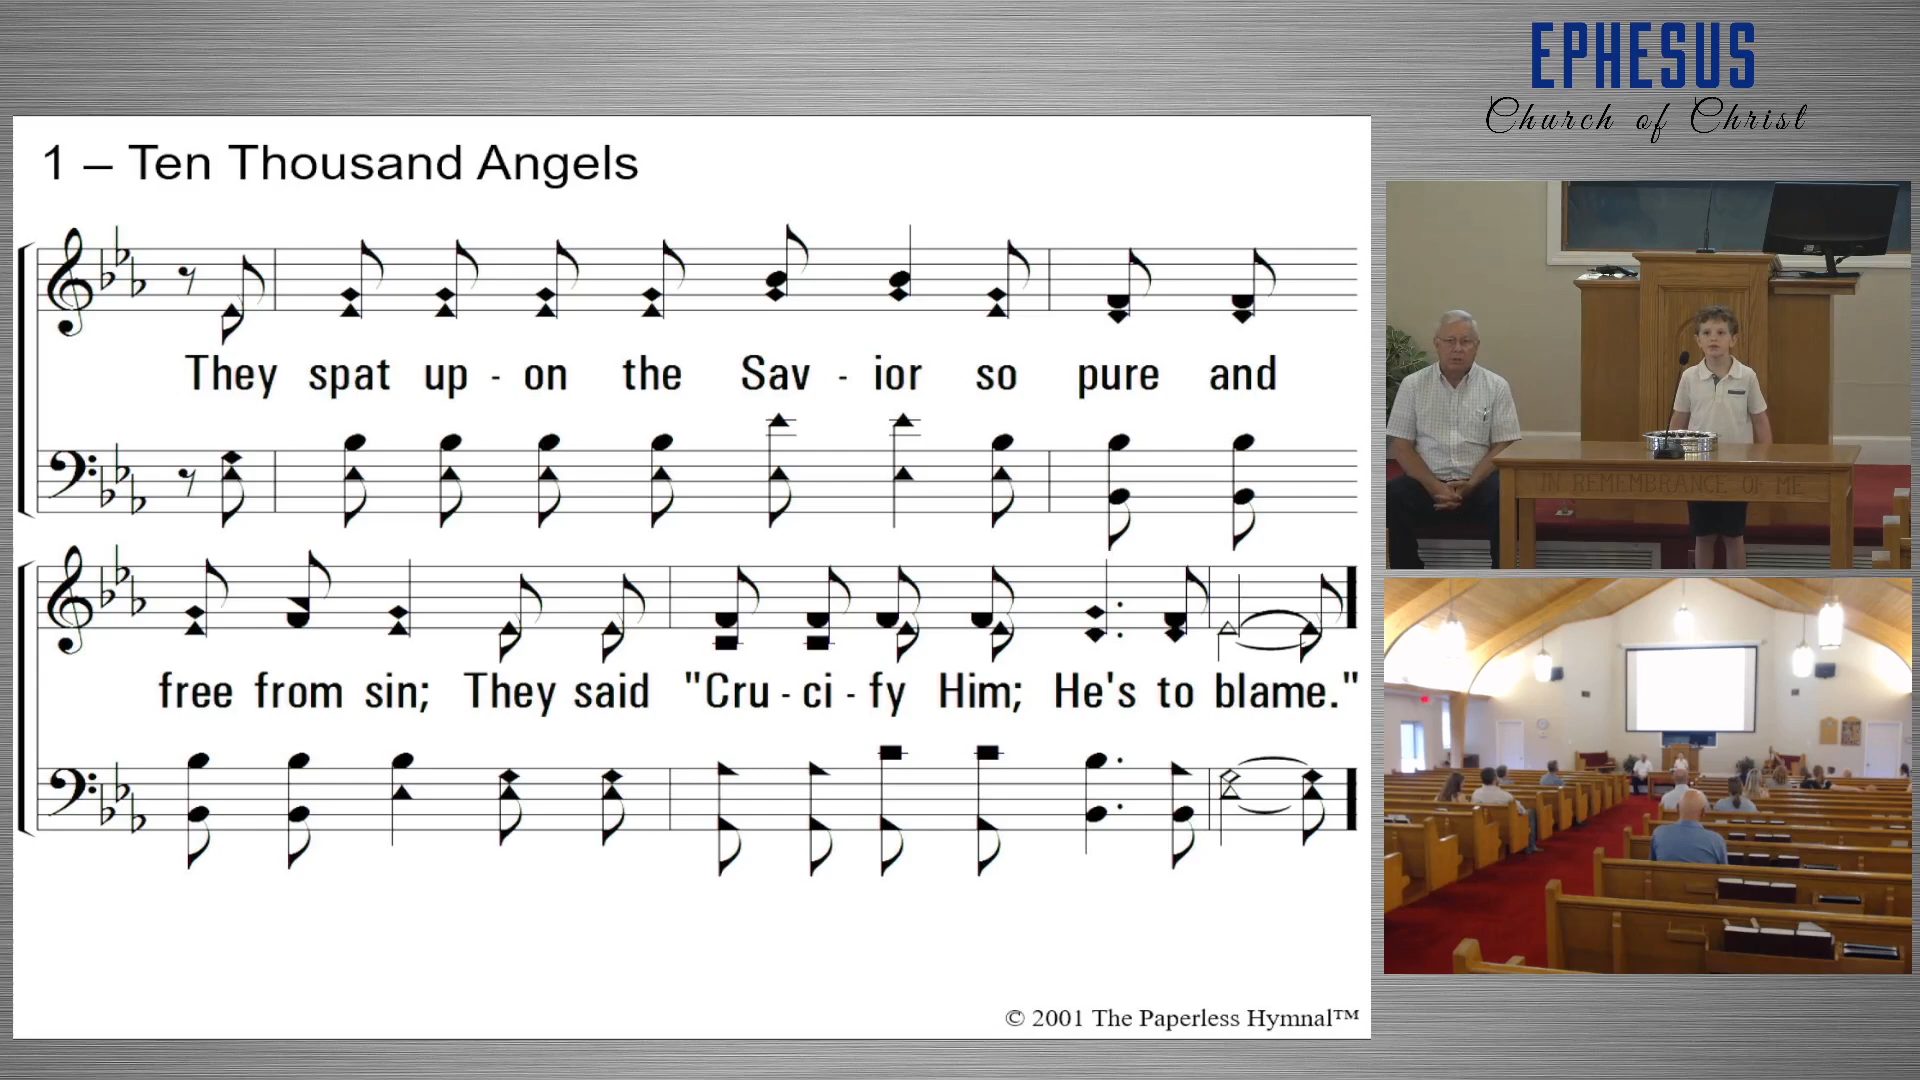 EPHESUS
Church of Christ
1 – Ten Thousand Angels
They spat up - on the Sav - ior so pure and
free from sin; They said "Cru - ci - fy Him; He's to blame."
© 2001 The Paperless Hymnal™
IN REMEMBRANCE OF ME